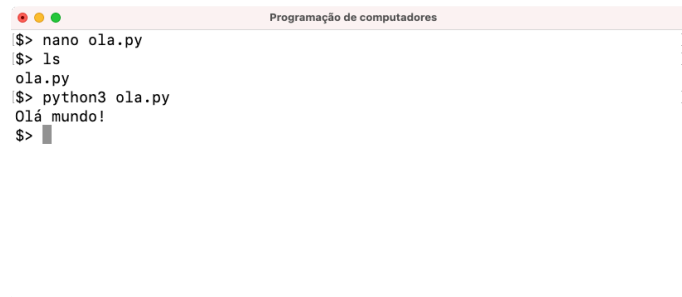 Programação de computadores
$> nano ola.py
$> ls
ola.py
$> python3 ola.py
Olá mundo!
$>